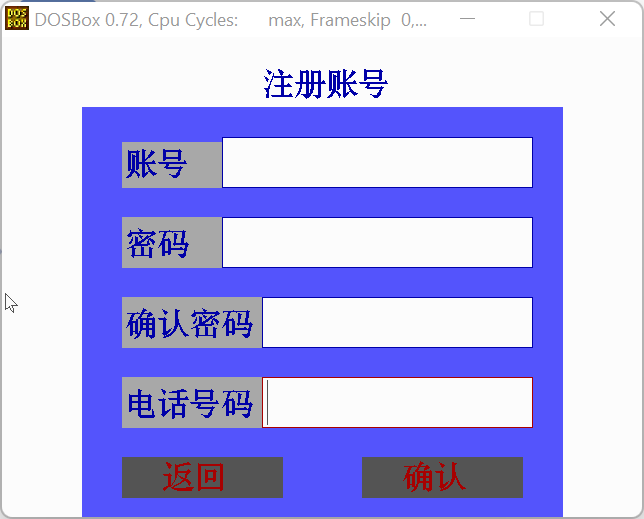 DOSBox 0.72, Cpu Cycles: max, Frameskip 0,...
注册账号
账号
密码
确认密码
电话号码
返回 确认